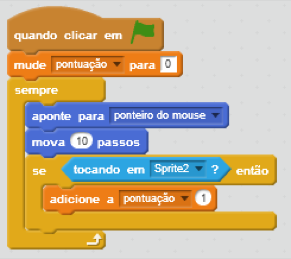 quando clicar em
mude pontuação para 0
sempre
aponte para ponteiro do mouse
mova 10 passos
se tocando em Sprite2 ? então
adicione a pontuação 1